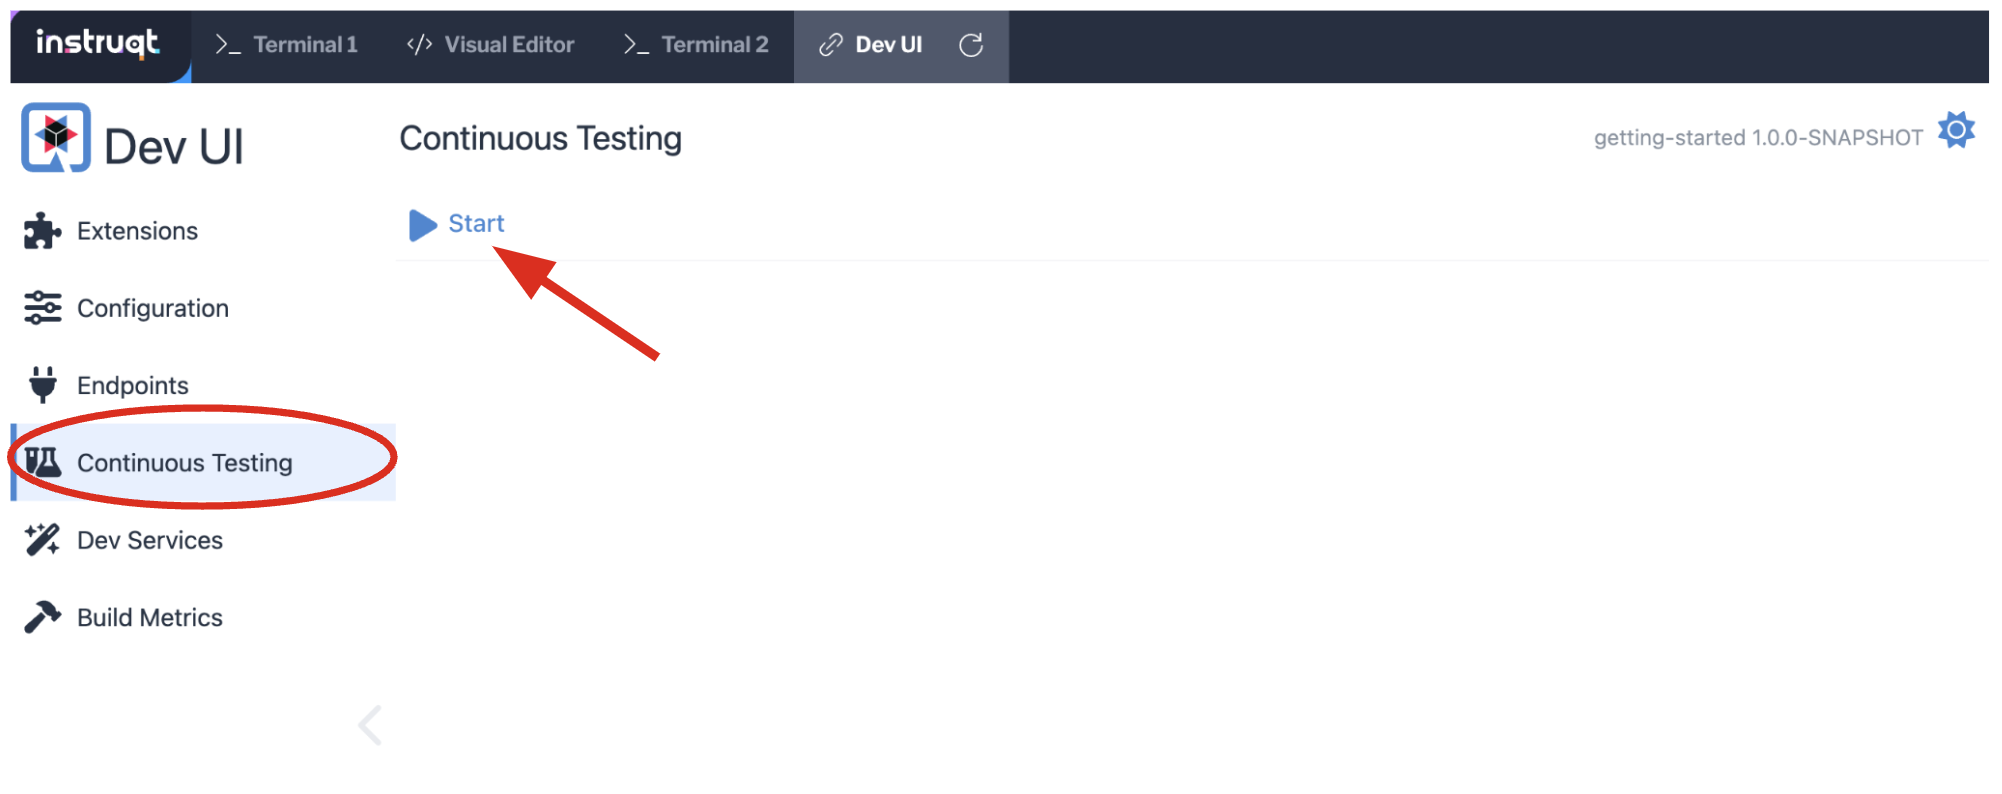 instruqt
Terminal 1
Visual Editor
Terminal 2
Dev UI
Dev UI
Continuous Testing
getting-started 1.0.0-SNAPSHOT
Start
Extensions
Configuration
Endpoints
Continuous Testing
Dev Services
Build Metrics